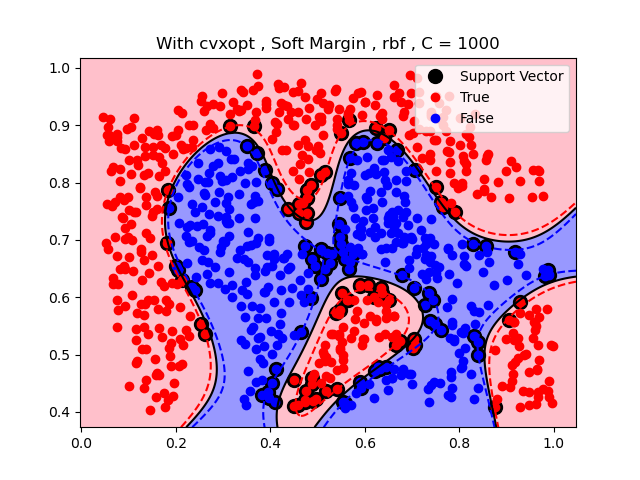 With cvxopt , Soft Margin , rbf , C = 1000
Support Vector
True
False
1.0
0.9
0.8
0.7
0.6
0.5
0.4
0.0 0.2 0.4 0.6 0.8 1.0